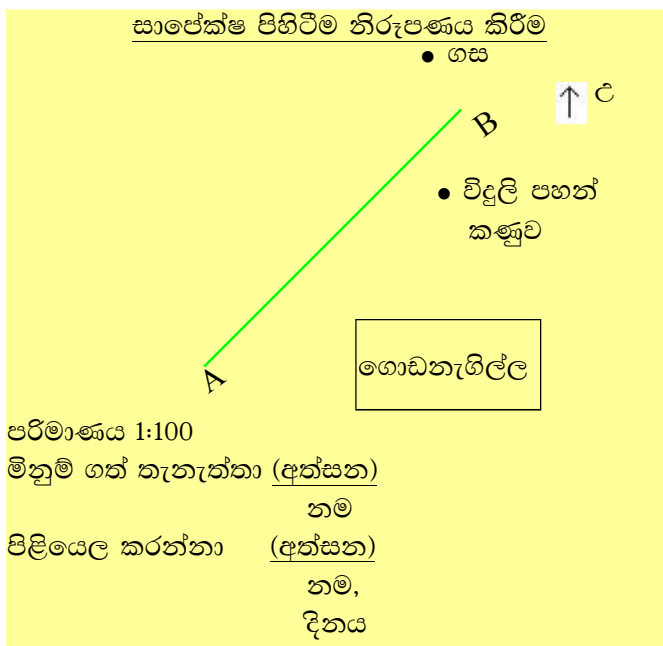 සාපේක්ෂ පිහිටීම නිරූපණය කිරීම
● ගස
↑ උ
B
● විදුලි පහන්
කණුව
ගොඩනැගිල්ල
A
පරිමාණය 1:100
මිනුම් ගත් තැනැත්තා (අත්සන)
නම
පිළියෙල කරන්නා (අත්සන)
නම,
දිනය